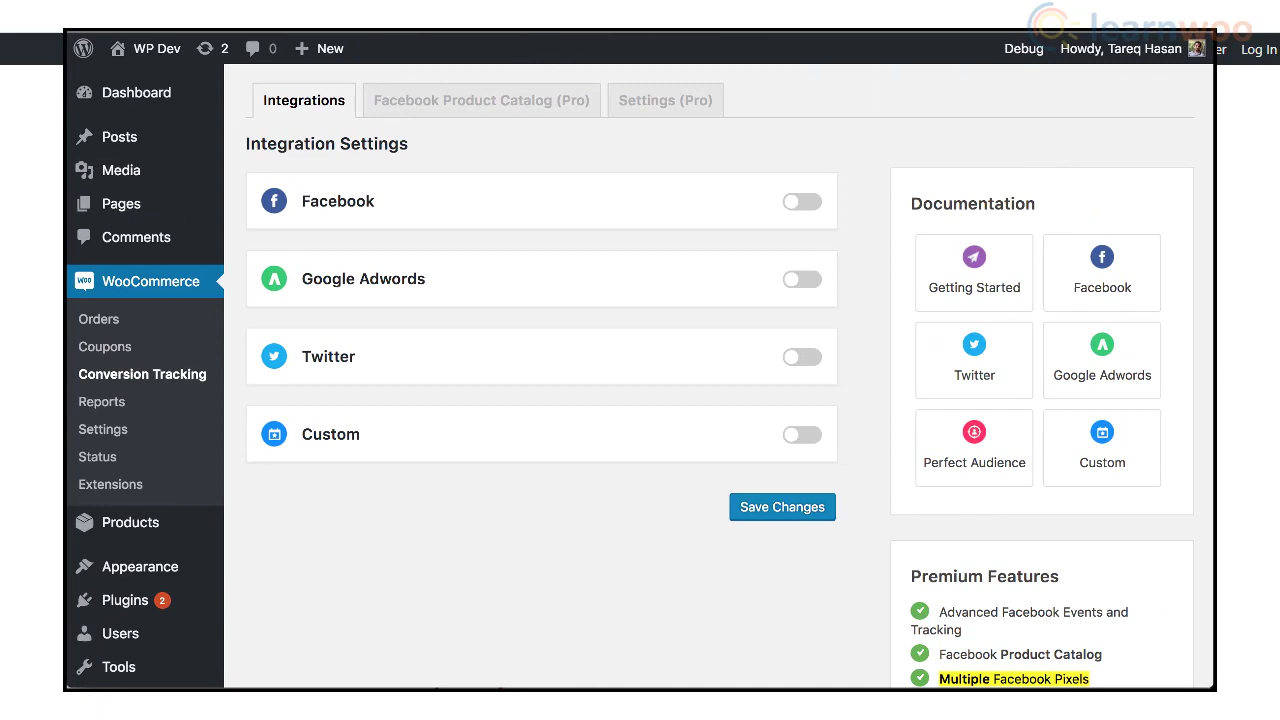 learnwoo
WP Dev
2
0
New
Debug
Howdy, Tareq Hasan
er
Log In
Dashboard
Posts
Media
Pages
Comments
WOO
WooCommerce
Orders
Coupons
Conversion Tracking
Reports
Settings
Status
Extensions
Products
Appearance
Plugins 2
Users
Tools
Integrations
Facebook Product Catalog (Pro)
Settings (Pro)
Integration Settings
Facebook
Google Adwords
Twitter
Custom
Save Changes
Documentation
Getting Started
Facebook
Twitter
Google Adwords
Perfect Audience
Custom
Premium Features
Advanced Facebook Events and
Tracking
Facebook Product Catalog
Multiple Facebook Pixels